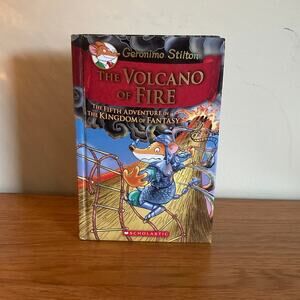 Geronimo Stilton
THE VOLCANO
OF FIRE
THE FIFTH ADVENTURE IN
THE KINGDOM OF FANTASY
SCHOLASTIC